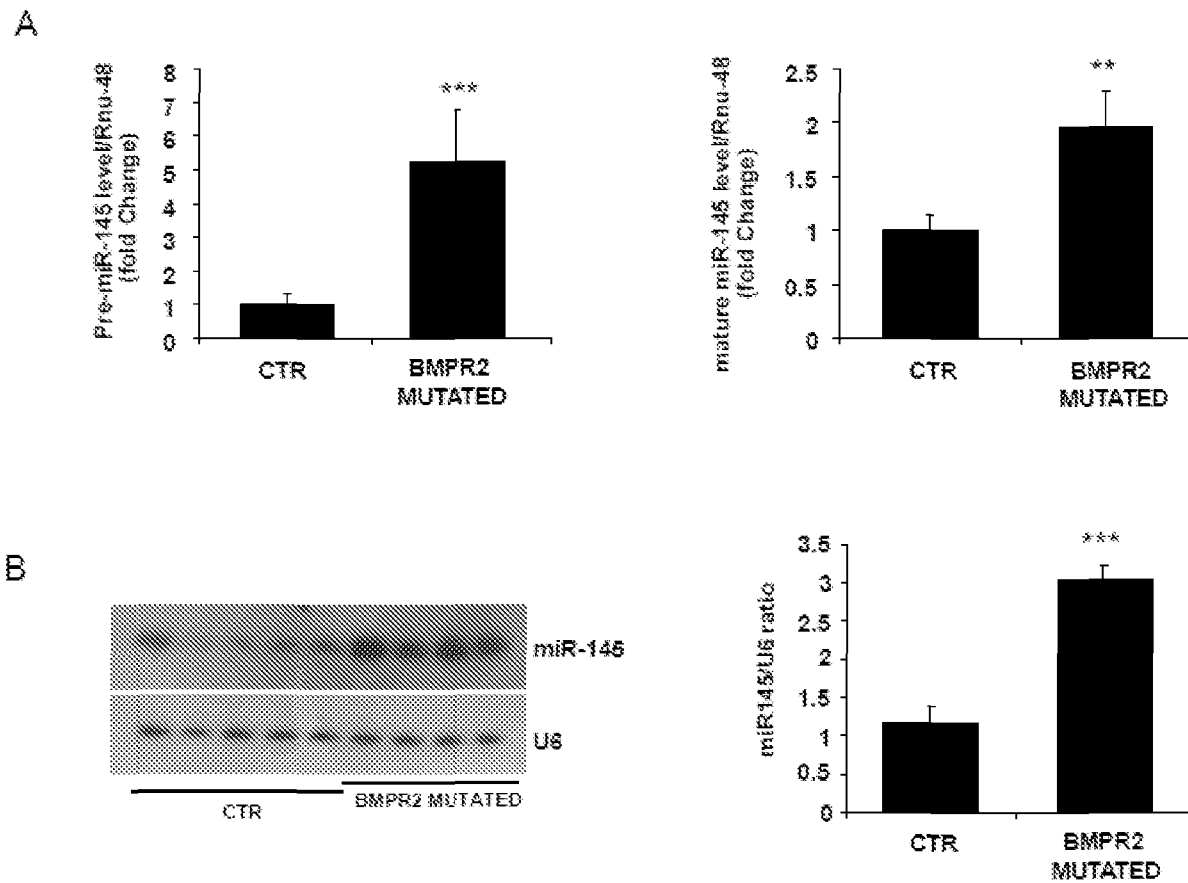 A
Pre-miR-145 level/Rnu-48
(fold Change)
8
7
6
5
4
3
2
1
0
***
CTR
BMPR2
MUTATED
mature miR-145 level/Rnu-48
(fold Change)
2.5
2
1.5
1
0.5
0
**
CTR
BMPR2
MUTATED
B
miR-145
U6
CTR
BMPR2 MUTATED
miR145/U6 ratio
3.5
3
2.5
2
1.5
1
0.5
0
***
CTR
BMPR2
MUTATED